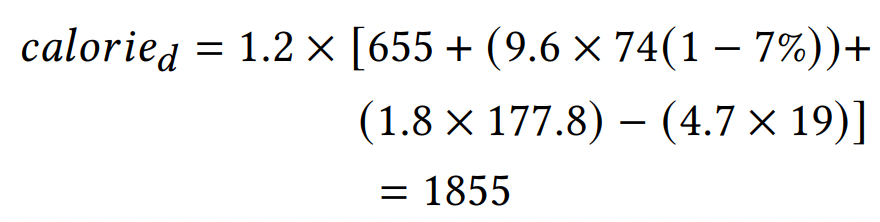 calorie_d = 1.2 × [655 + (9.6 × 74(1 − 7%))+
(1.8 × 177.8) − (4.7 × 19)]
= 1855